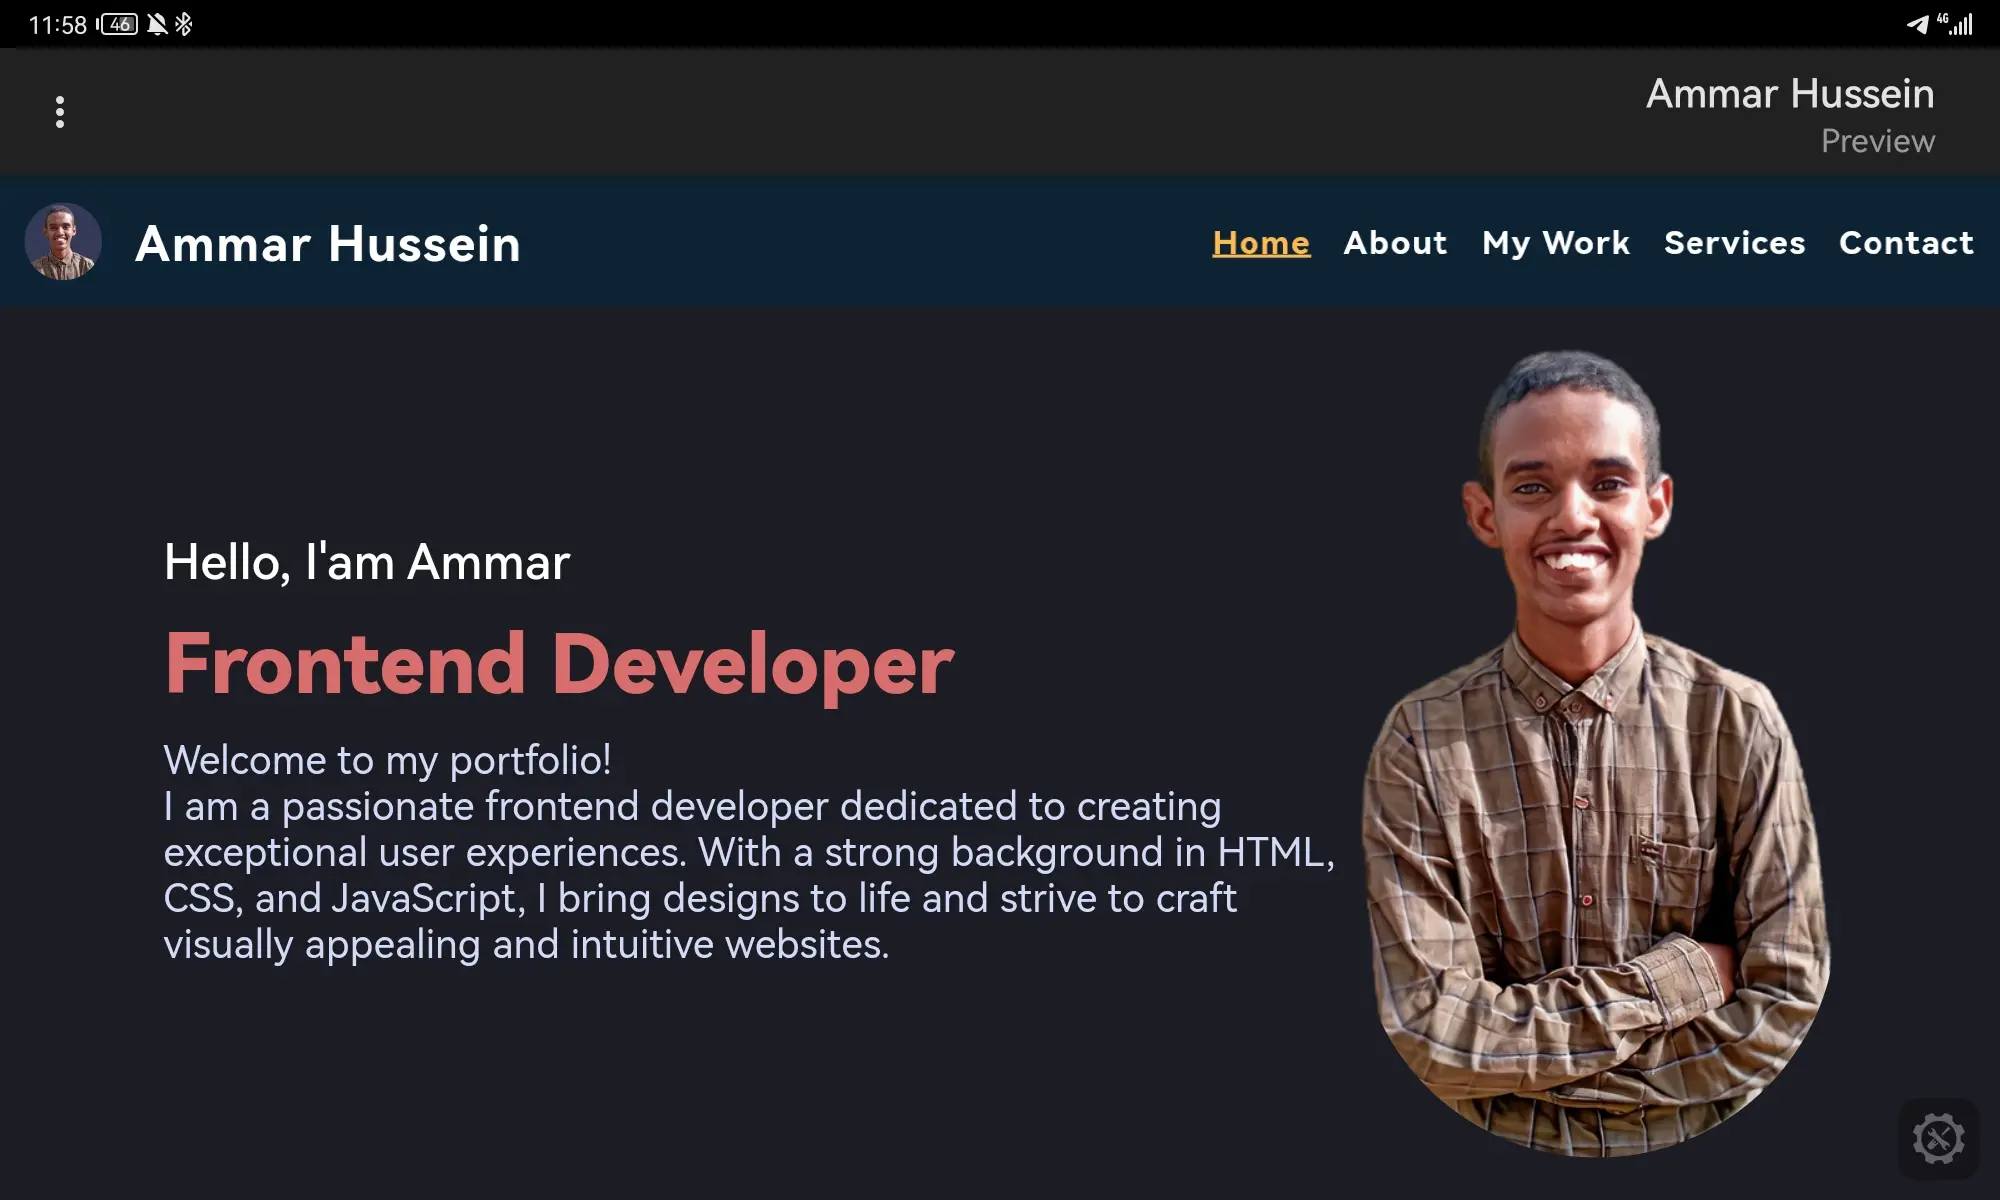 11:58 46 4G
Ammar Hussein
Preview
Ammar Hussein
Home About My Work Services Contact
Hello, I'am Ammar
Frontend Developer
Welcome to my portfolio!
I am a passionate frontend developer dedicated to creating
exceptional user experiences. With a strong background in HTML,
CSS, and JavaScript, I bring designs to life and strive to craft
visually appealing and intuitive websites.